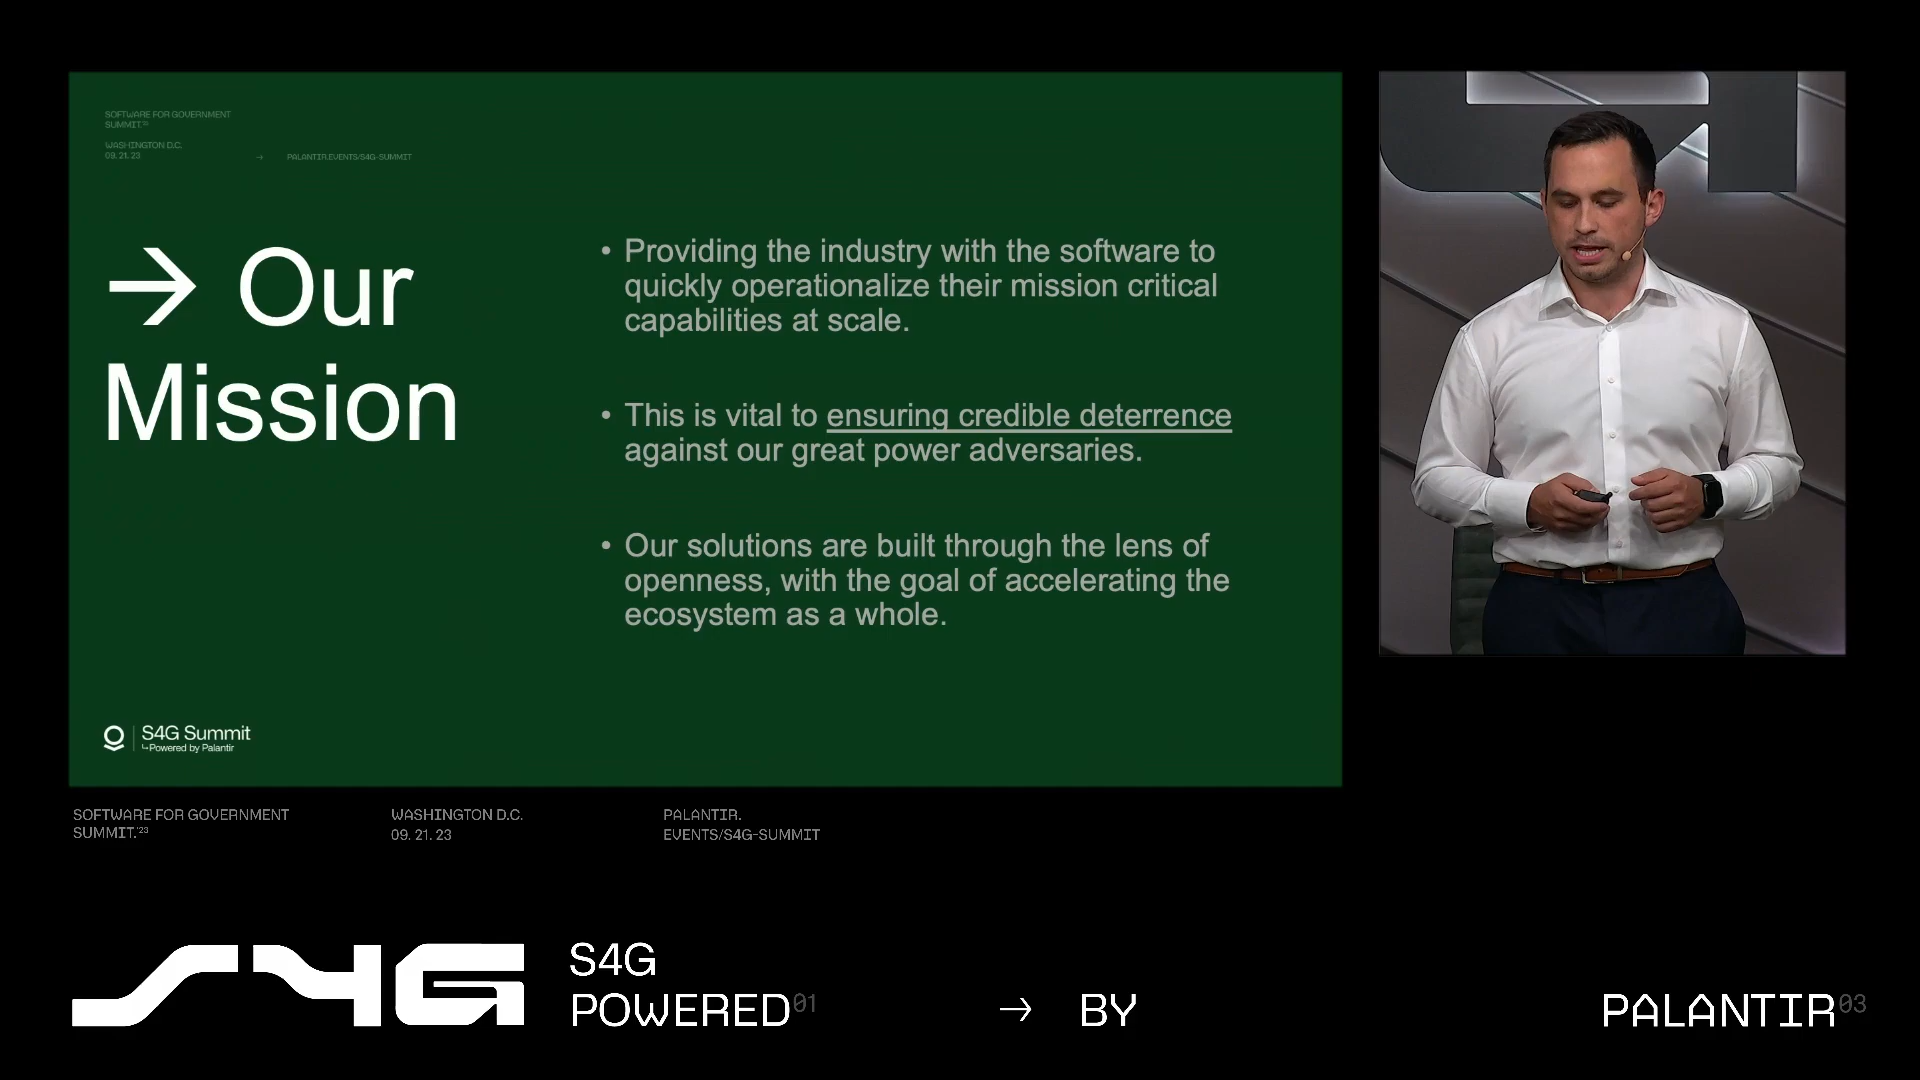 SOFTWARE FOR GOVERNMENT
SUMMIT.'23
WASHINGTON D.C.
09. 21. 23
→ PALANTIR.EVENTS/S4G-SUMMIT
→ Our
Mission
• Providing the industry with the software to
quickly operationalize their mission critical
capabilities at scale.
• This is vital to ensuring credible deterrence
against our great power adversaries.
• Our solutions are built through the lens of
openness, with the goal of accelerating the
ecosystem as a whole.
S4G Summit
↳Powered by Palantir
SOFTWARE FOR GOVERNMENT
SUMMIT.'23
WASHINGTON D.C.
09. 21. 23
PALANTIR.
EVENTS/S4G-SUMMIT
S4G
S4G
POWERED01 → BY PALANTIR03